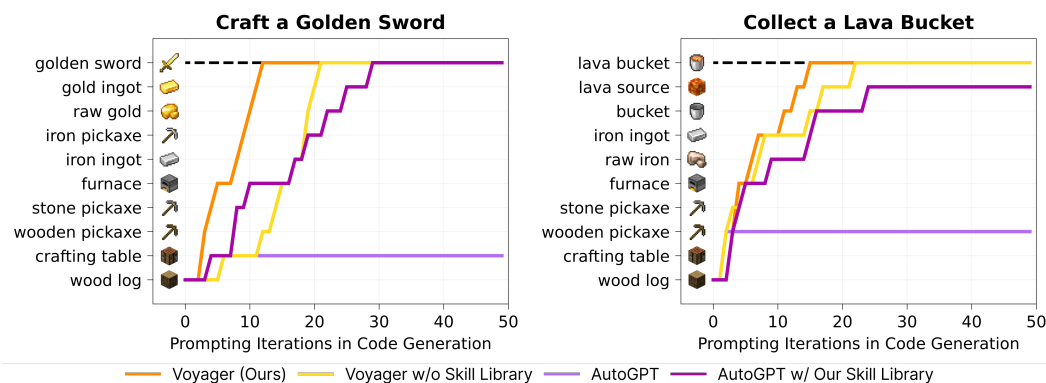 Craft a Golden Sword
golden sword
gold ingot
raw gold
iron pickaxe
iron ingot
furnace
stone pickaxe
wooden pickaxe
crafting table
wood log
0 10 20 30 40 50
Prompting Iterations in Code Generation
Collect a Lava Bucket
lava bucket
lava source
bucket
iron ingot
raw iron
furnace
stone pickaxe
wooden pickaxe
crafting table
wood log
0 10 20 30 40 50
Prompting Iterations in Code Generation
Voyager (Ours) Voyager w/o Skill Library AutoGPT AutoGPT w/ Our Skill Library